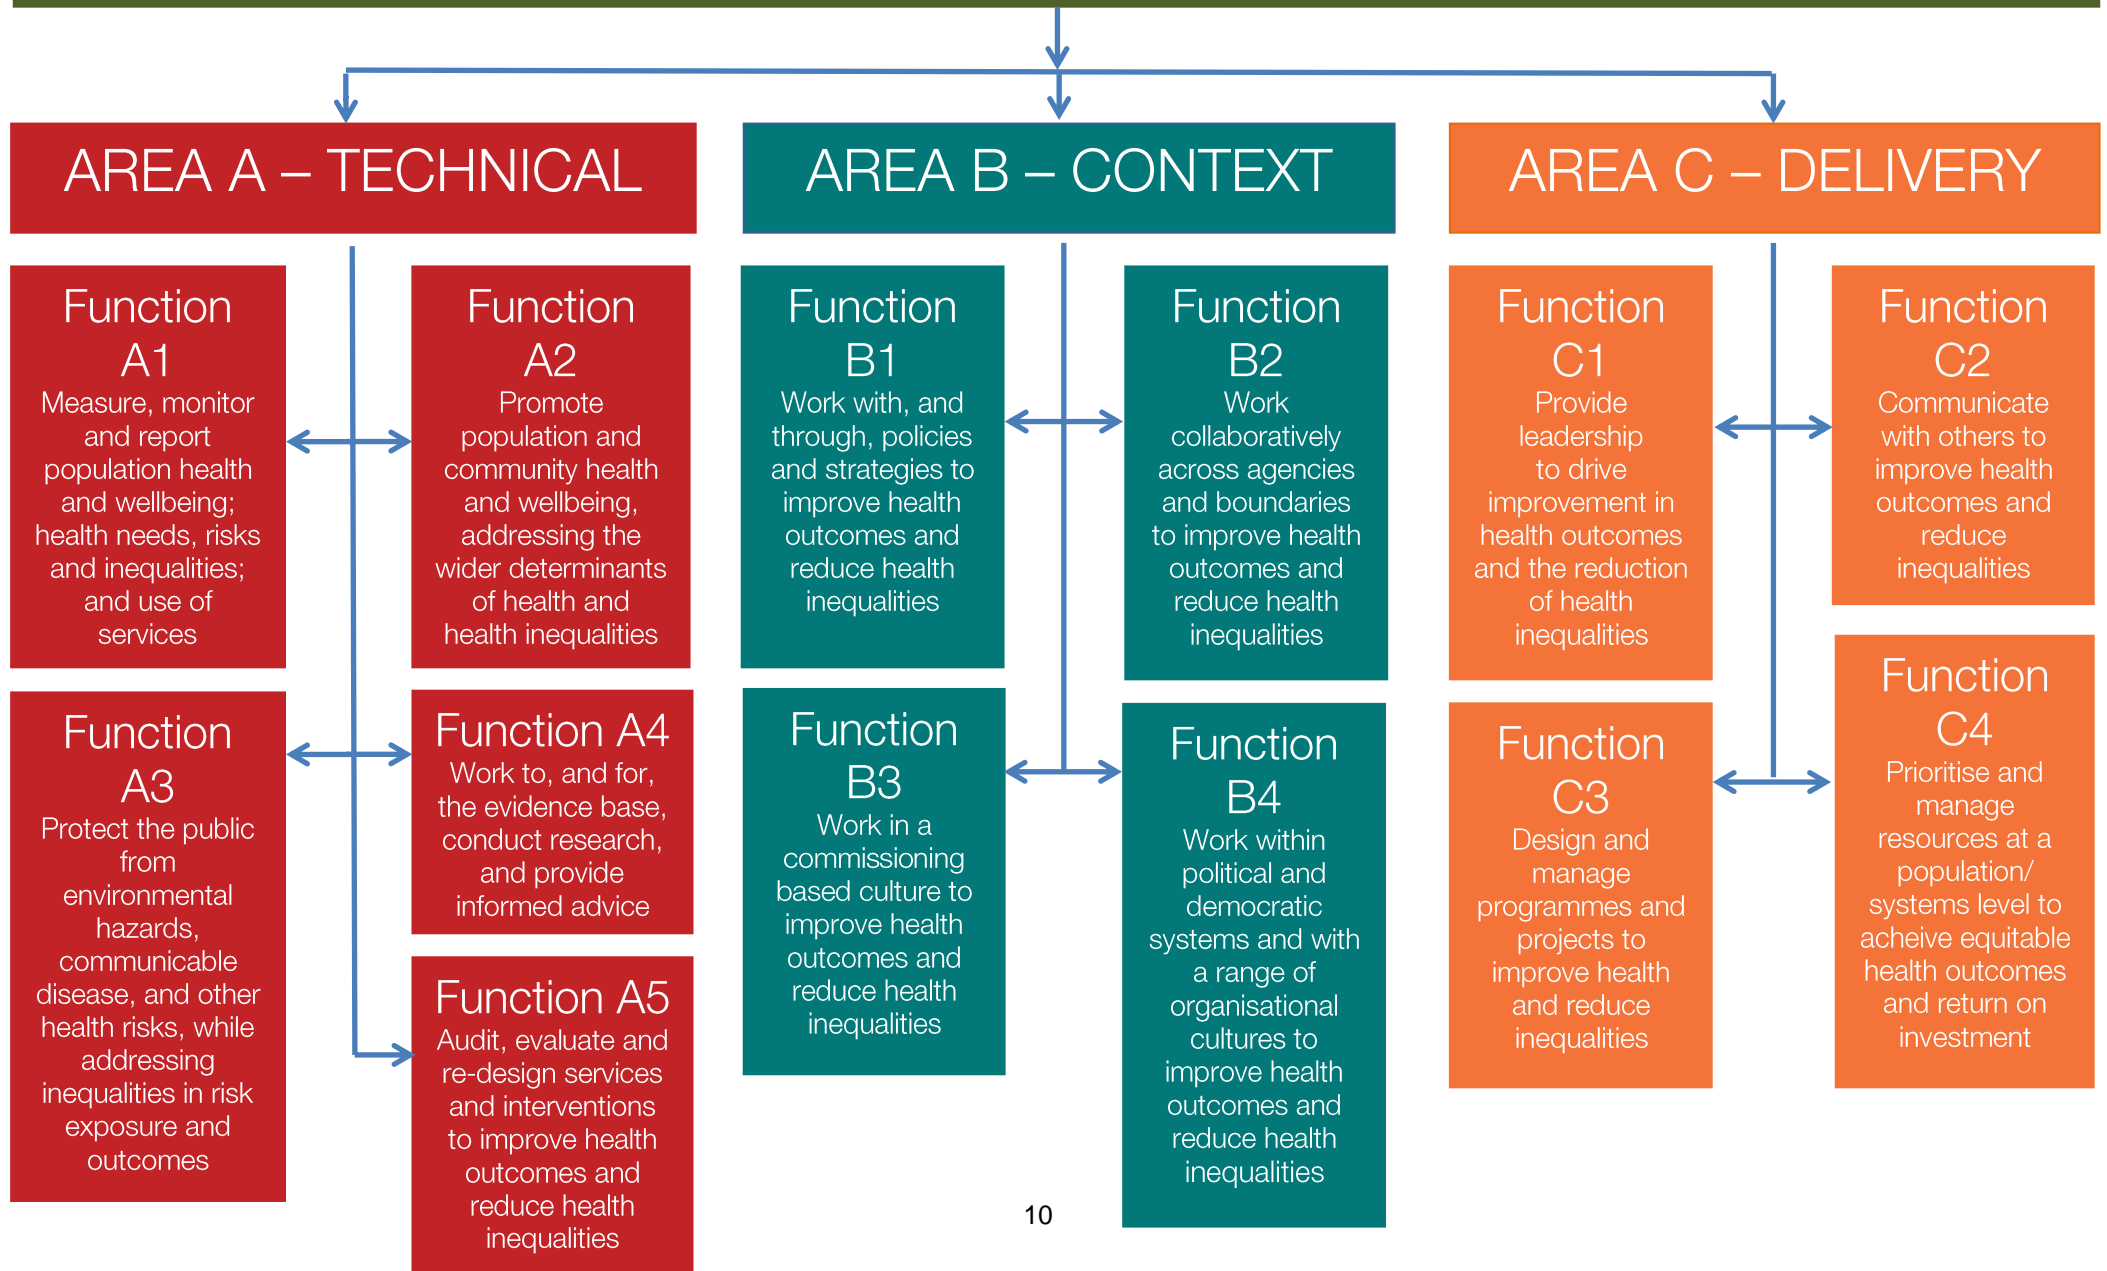 AREA A – TECHNICAL
AREA B – CONTEXT
AREA C – DELIVERY
Function
A1
Measure, monitor
and report
population health
and wellbeing;
health needs, risks
and inequalities;
and use of
services
Function
A2
Promote
population and
community health
and wellbeing,
addressing the
wider determinants
of health and
health inequalities
Function
A3
Protect the public
from
environmental
hazards,
communicable
disease, and other
health risks, while
addressing
inequalities in risk
exposure and
outcomes
Function A4
Work to, and for,
the evidence base,
conduct research,
and provide
informed advice
Function A5
Audit, evaluate and
re-design services
and interventions
to improve health
outcomes and
reduce health
inequalities
Function
B1
Work with, and
through, policies
and strategies to
improve health
outcomes and
reduce health
inequalities
Function
B2
Work
collaboratively
across agencies
and boundaries
to improve health
outcomes and
reduce health
inequalities
Function
B3
Work in a
commissioning
based culture to
improve health
outcomes and
reduce health
inequalities
Function
B4
Work within
political and
democratic
systems and with
a range of
organisational
cultures to
improve health
outcomes and
reduce health
inequalities
Function
C1
Provide
leadership
to drive
improvement in
health outcomes
and the reduction
of health
inequalities
Function
C2
Communicate
with others to
improve health
outcomes and
reduce
inequalities
Function
C3
Design and
manage
programmes and
projects to
improve health
and reduce
inequalities
Function
C4
Prioritise and
manage
resources at a
population/
systems level to
acheive equitable
health outcomes
and return on
investment
10